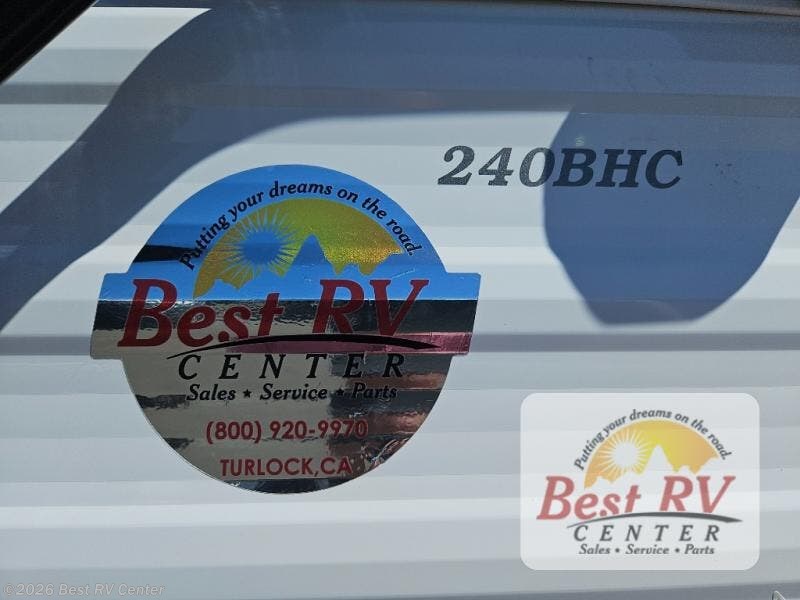 240BHC
Putting your dreams on the road.
Best RV
CENTER
Sales ★ Service ★ Parts
(800) 920-9970
TURLOCK, CA
Putting your dreams on the road.
Best RV
CENTER
Sales ★ Service ★ Parts
©2026 Best RV Center